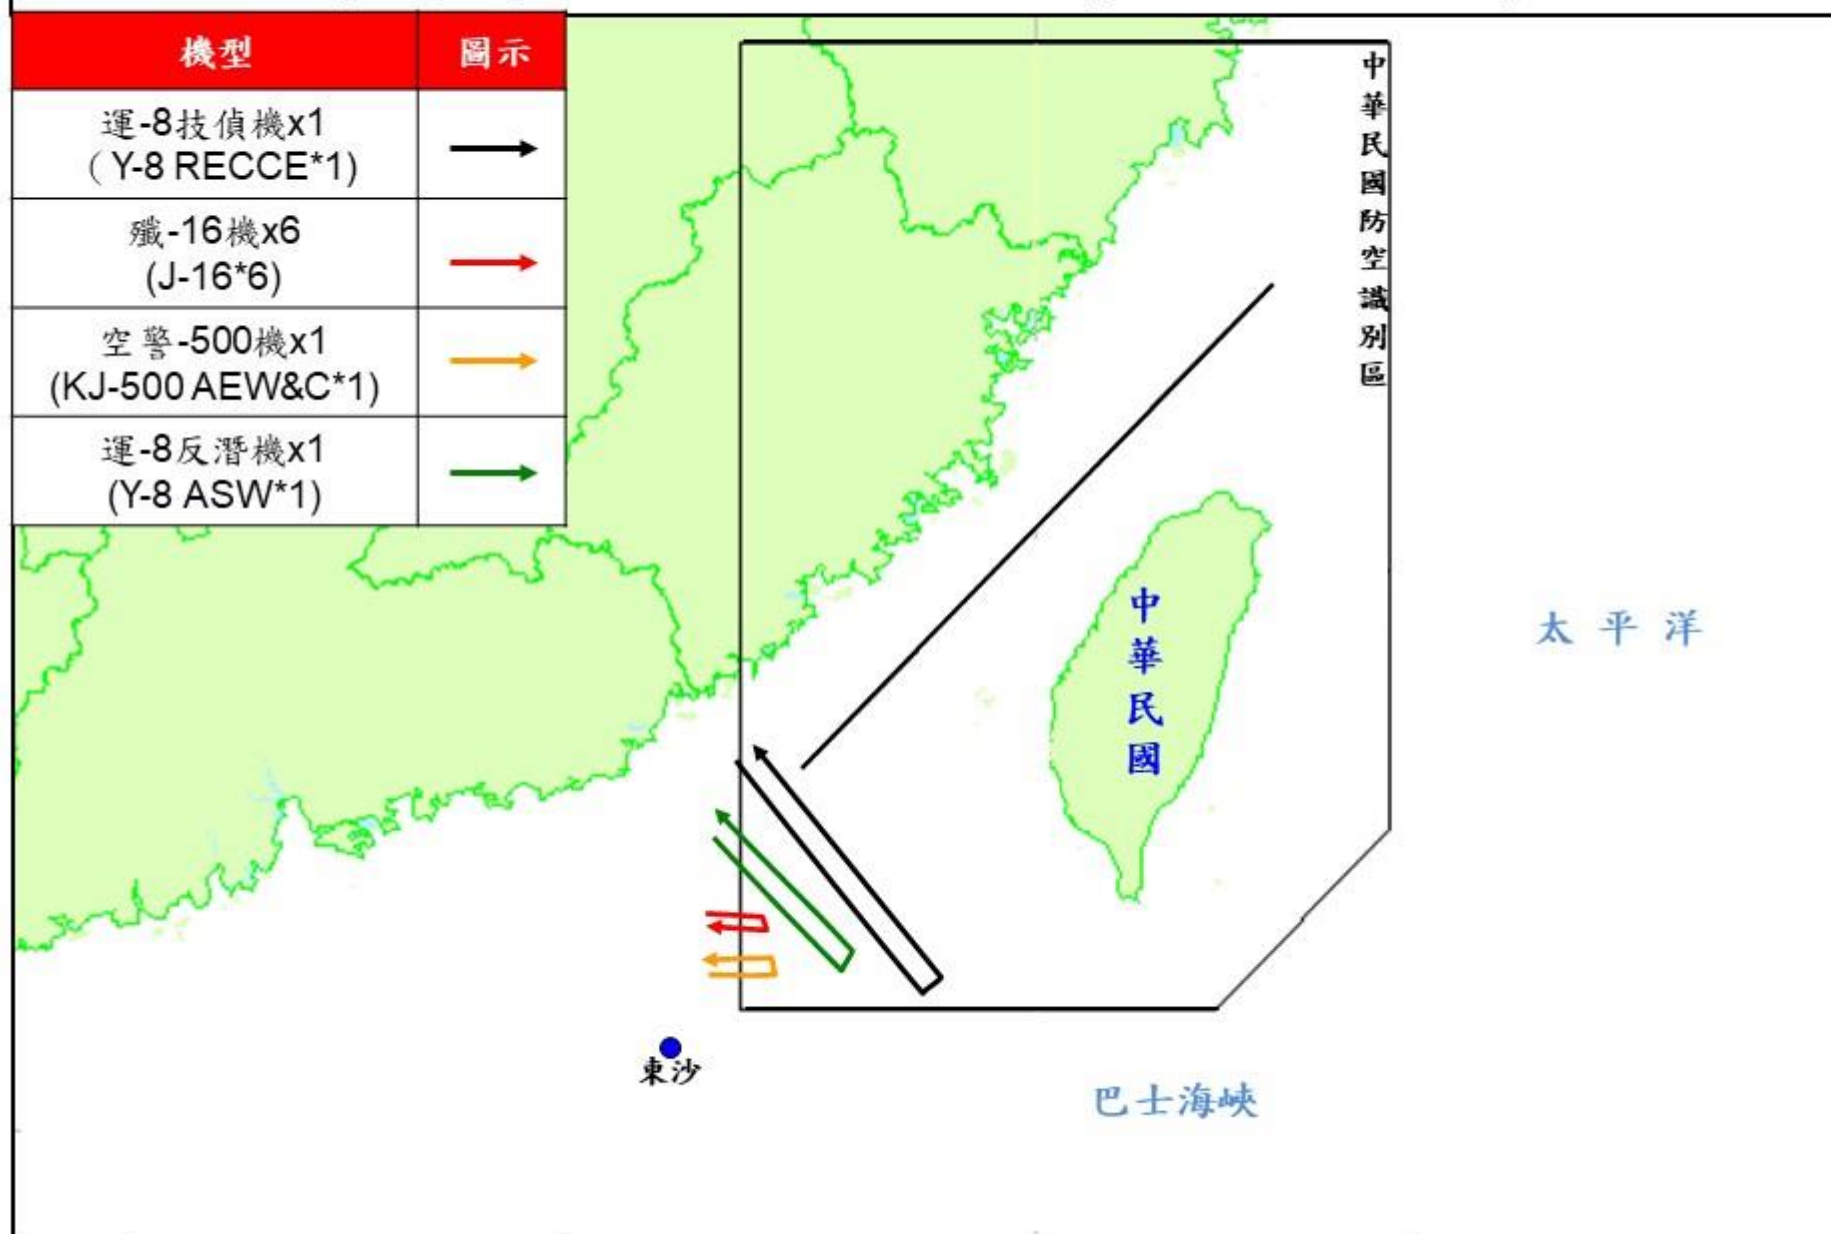 機型 圖示
運-8技偵機x1
（Y-8 RECCE*1)
殲-16機x6
(J-16*6)
空警-500機x1
(KJ-500 AEW&C*1)
運-8反潛機x1
(Y-8 ASW*1)
中華民國防空識別區
中華民國
太平洋
東沙
巴士海峽